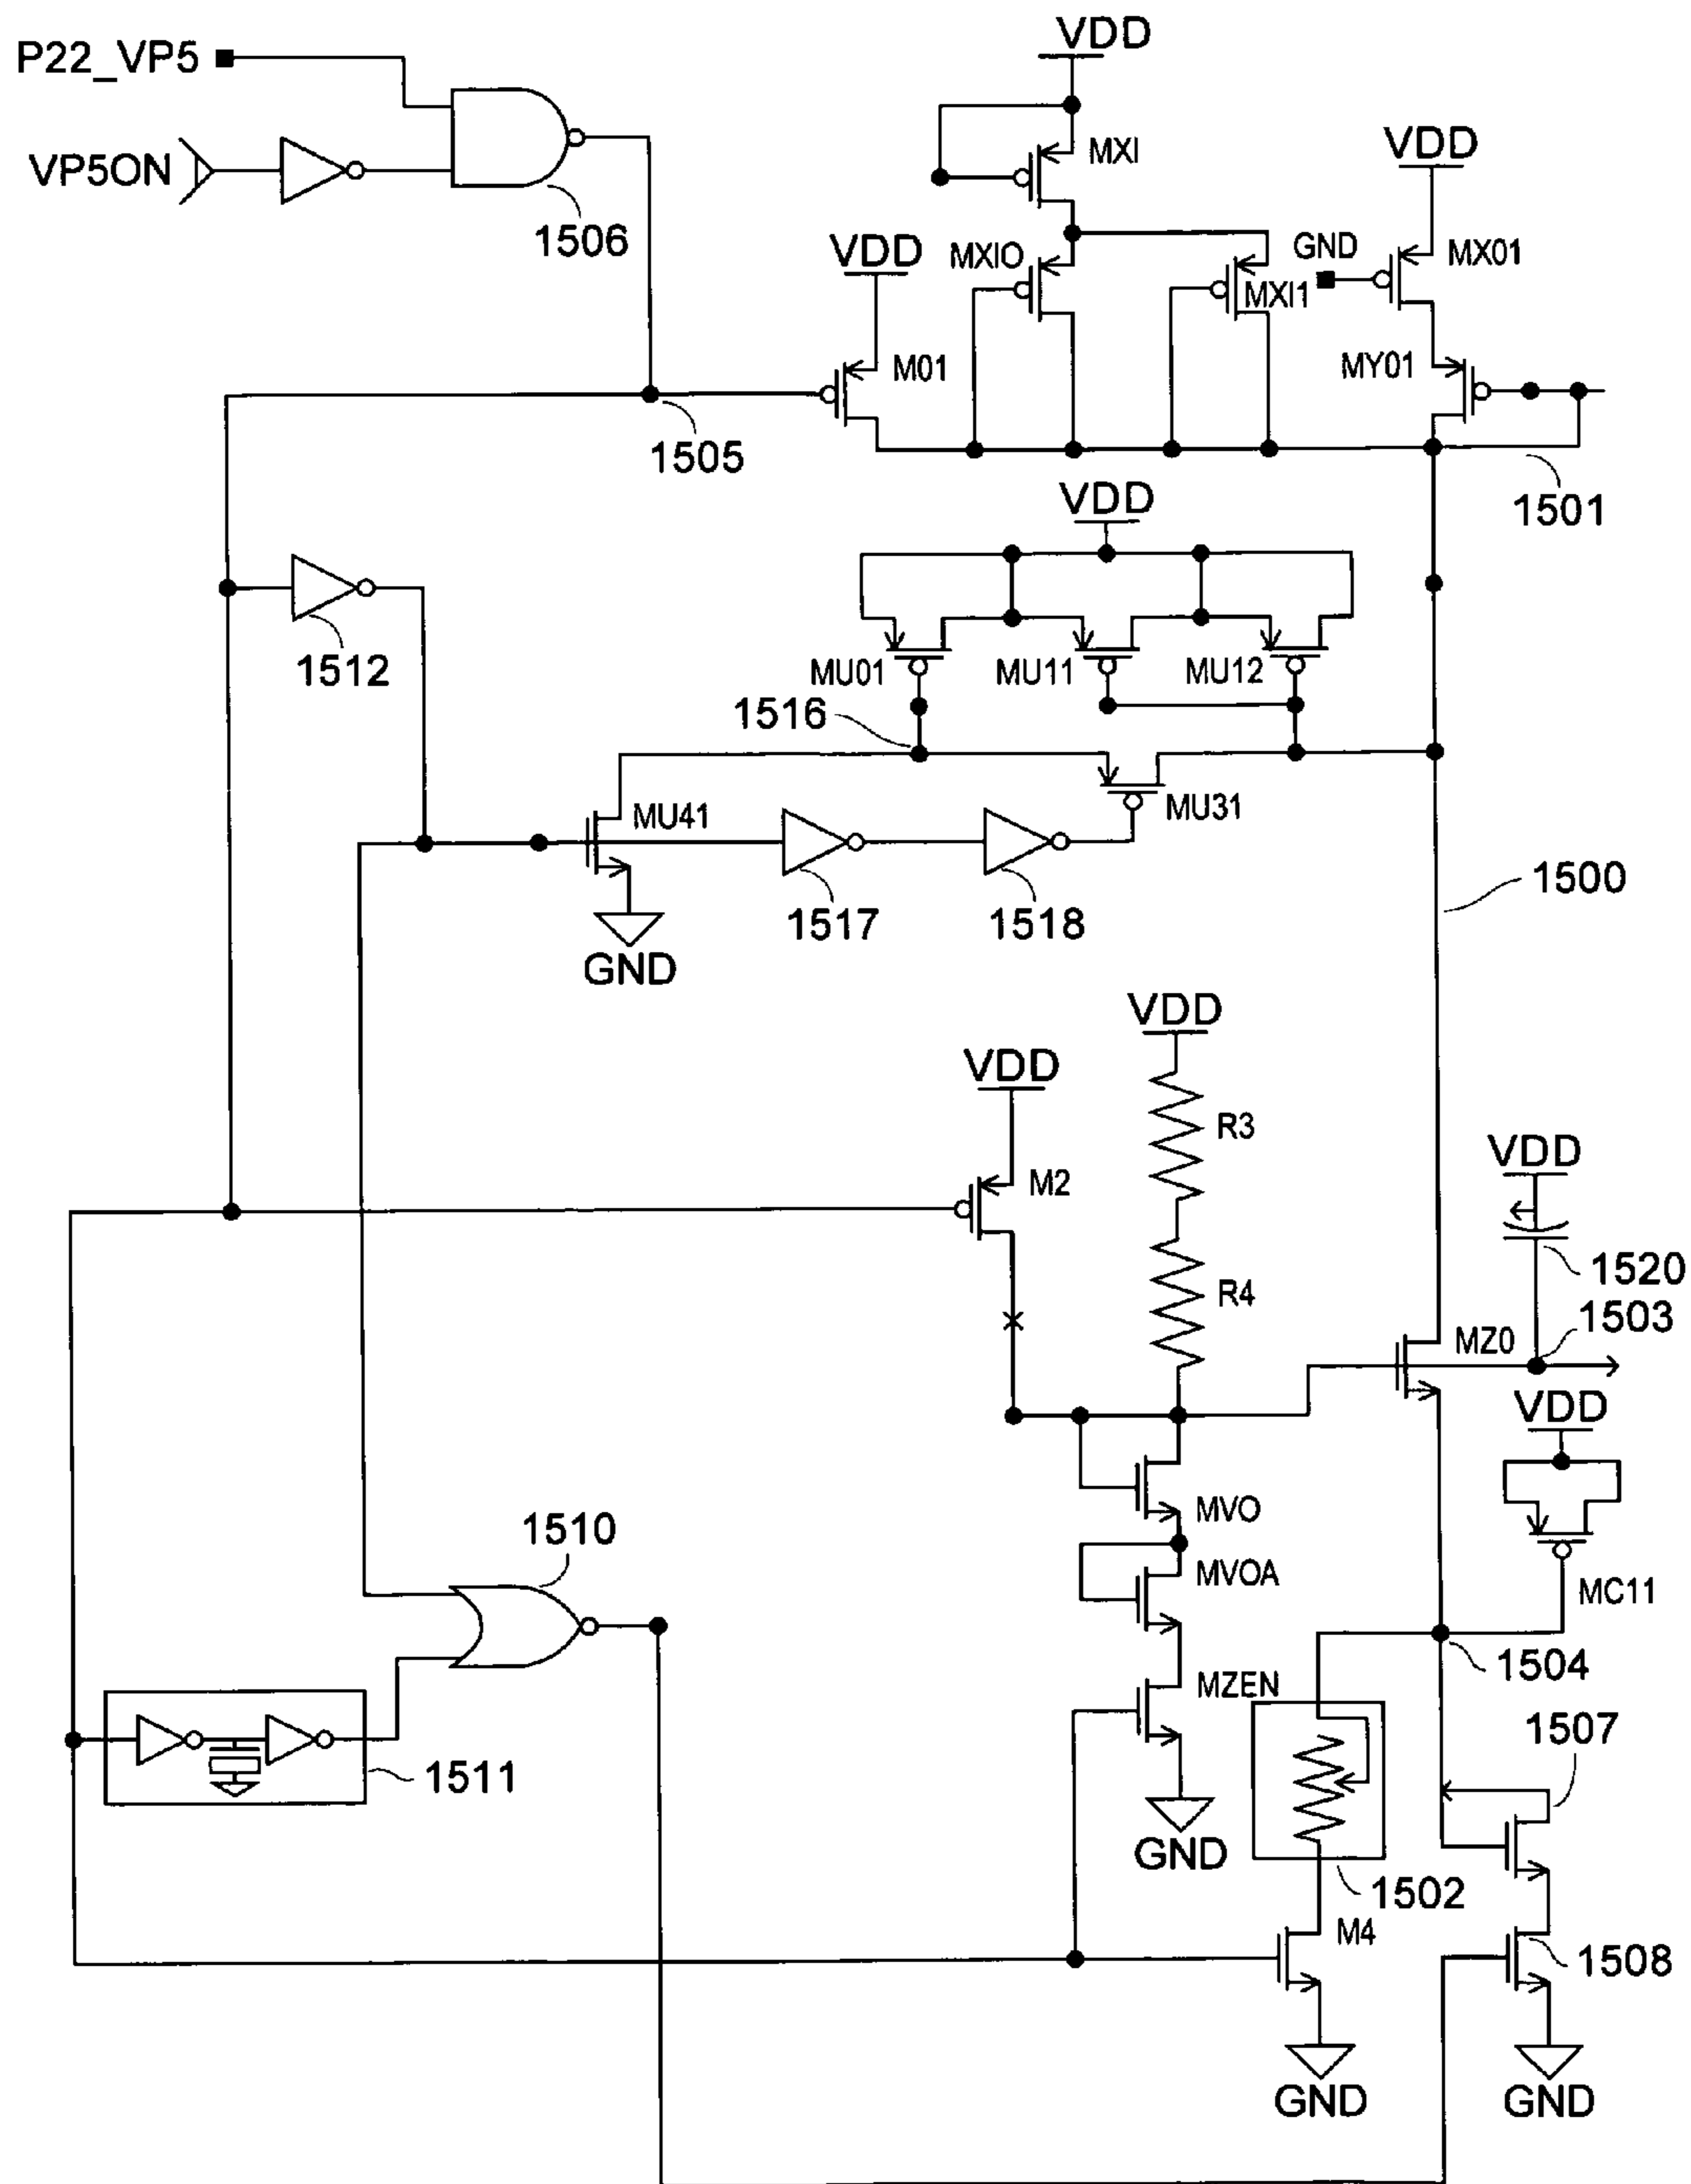 VDD
P22_VP5
MXI
VDD
VP5ON
1506
VDD
MXIO
GND
MX01
MXI1
M01
MY01
1505
1501
VDD
1512
MU01
MU11
MU12
1516
MU41
MU31
1500
1517
1518
GND
VDD
VDD
R3
VDD
M2
1520
R4
1503
MZ0
VDD
MVO
1510
MVOA
MC11
1504
MZEN
1507
1511
GND
1502
M4
1508
GND
GND